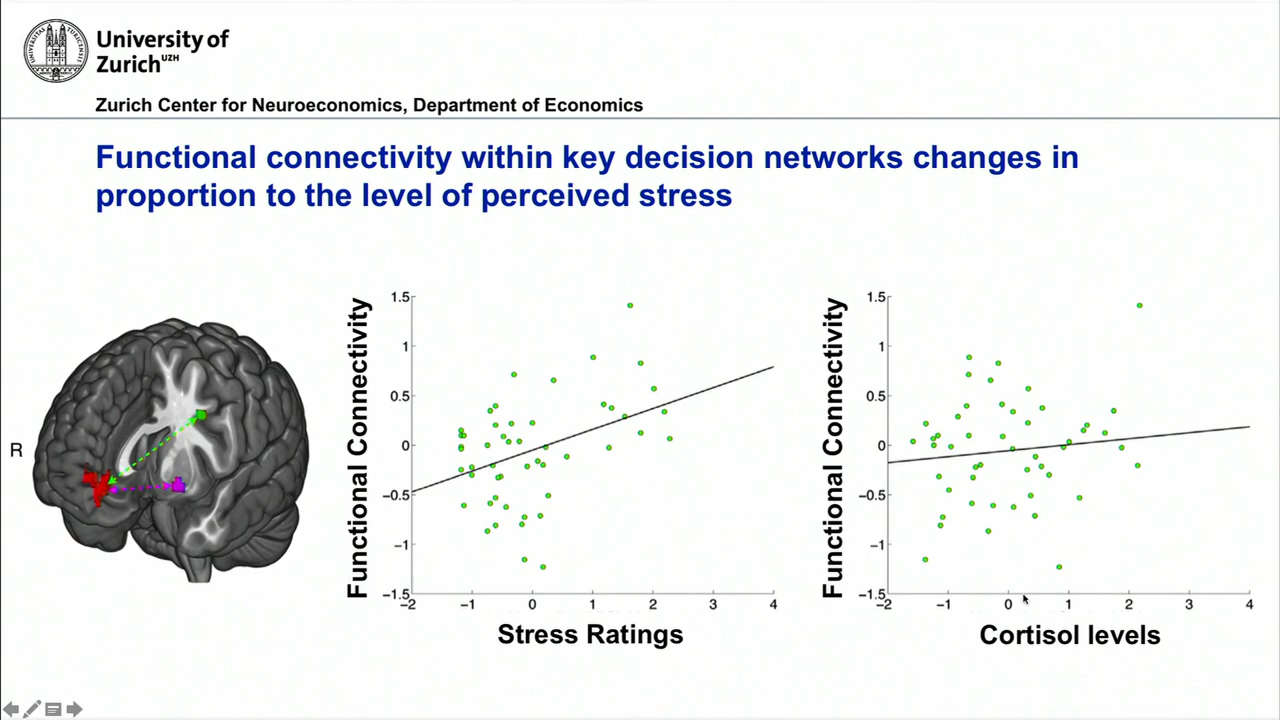 University of
Zurich UZH
Zurich Center for Neuroeconomics, Department of Economics
Functional connectivity within key decision networks changes in
proportion to the level of perceived stress
R
Functional Connectivity
1.5
1
0.5
0
−0.5
−1
−1.5
−2
−1
0
1
2
3
4
Stress Ratings
Functional Connectivity
1.5
1
0.5
0
−0.5
−1
−1.5
−2
−1
0
1
2
3
4
Cortisol levels